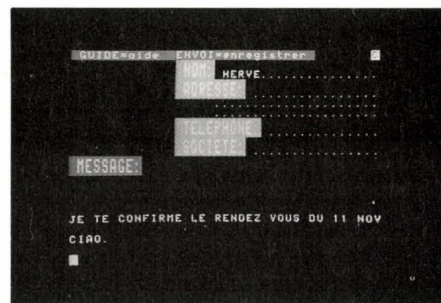 GUIDE=aide ENVOI=enregistrer
NOM: HERVE..................
ADRESSE:
TELEPHONE:
SOCIETE:
MESSAGE:
JE TE CONFIRME LE RENDEZ VOUS DU 11 NOV
CIAO.